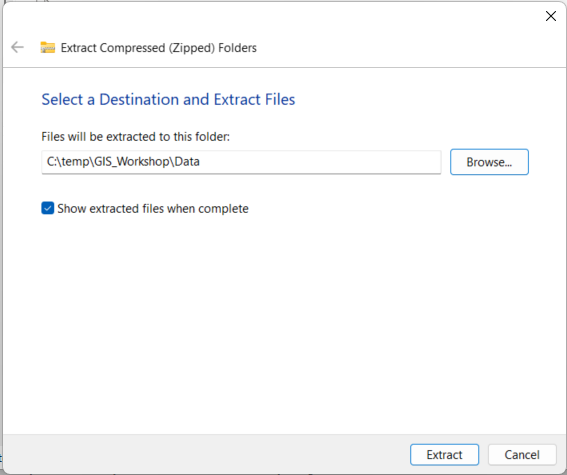 Extract Compressed (Zipped) Folders
Select a Destination and Extract Files
Files will be extracted to this folder:
C:\temp\GIS_Workshop\Data
Browse...
Show extracted files when complete
Extract
Cancel